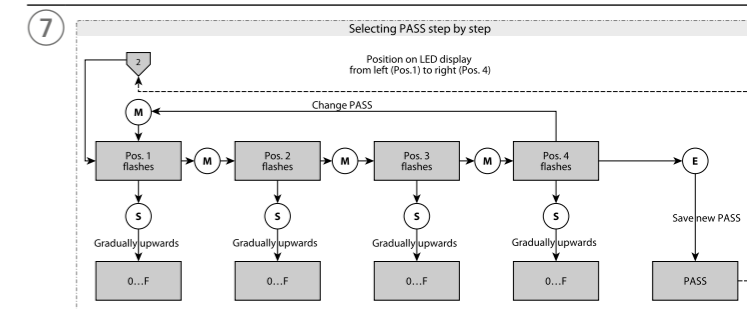 7
Selecting PASS step by step
2
Position on LED display
from left (Pos.1) to right (Pos. 4)
M
Change PASS
Pos. 1
flashes
M
Pos. 2
flashes
M
Pos. 3
flashes
M
Pos. 4
flashes
E
S
S
S
S
Save new PASS
Gradually upwards
Gradually upwards
Gradually upwards
Gradually upwards
0...F
0...F
0...F
0...F
PASS